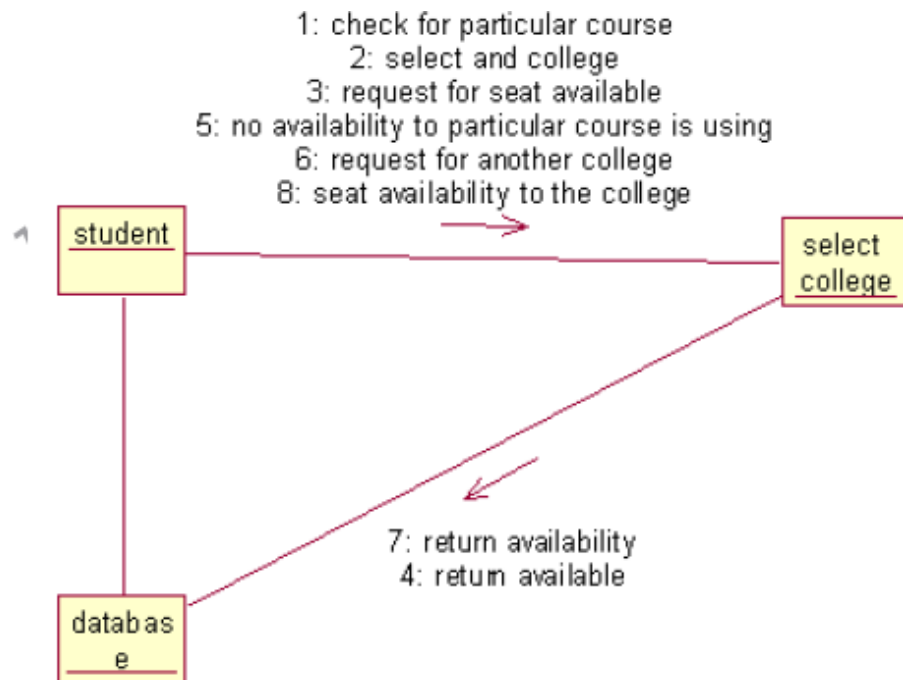 1: check for particular course
2: select and college
3: request for seat available
5: no availability to particular course is using
6: request for another college
8: seat availability to the college
student
select
college
7: return availability
4: return available
databas
e